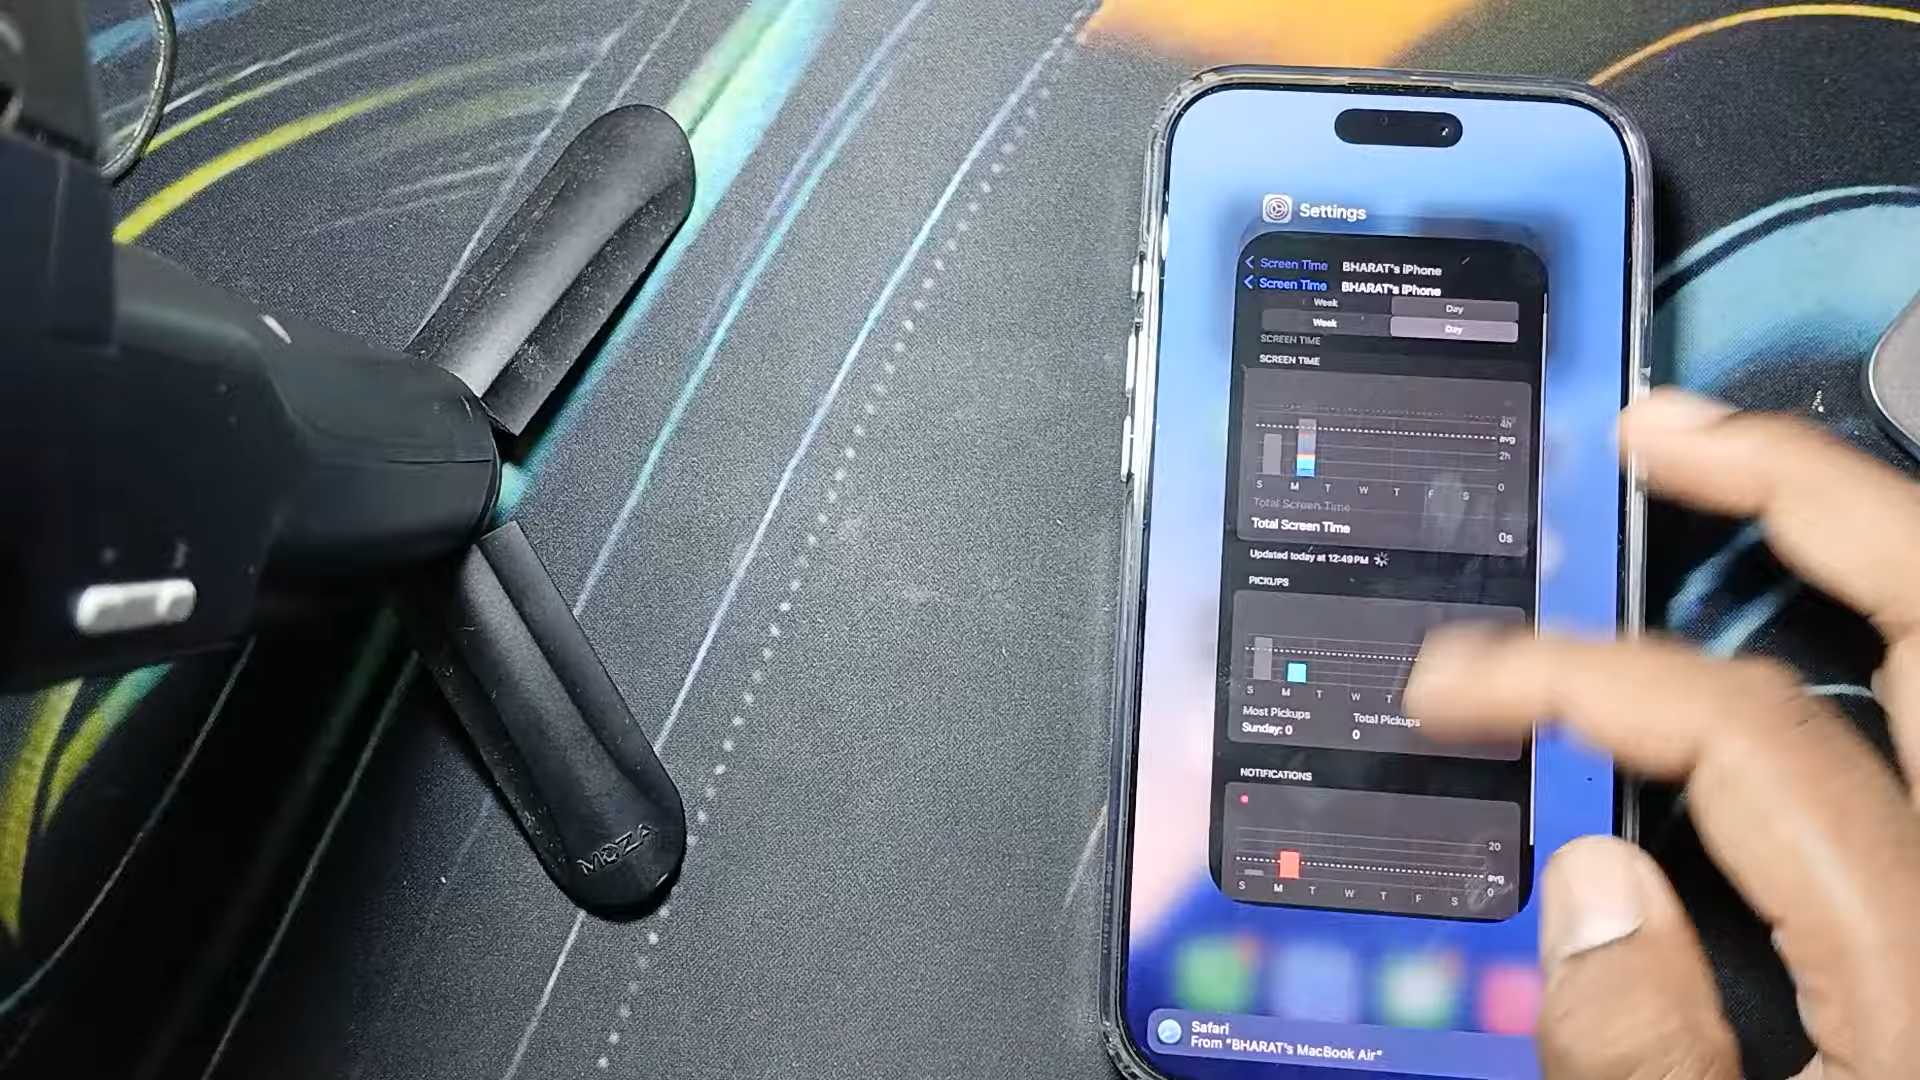 Settings
Screen Time BHARAT's iPhone
Screen Time BHARAT's iPhone
Week Day
Week Day
SCREEN TIME
SCREEN TIME
4h
avg
2h
0
S M T W T F S
Total Screen Time
Total Screen Time
0s
Updated today at 12:49 PM
PICKUPS
S M T W T
Most Pickups Total Pickups
Sunday: 0 0
NOTIFICATIONS
20
avg
0
S M T W T F S
Safari
From "BHARAT's MacBook Air"
MOZA